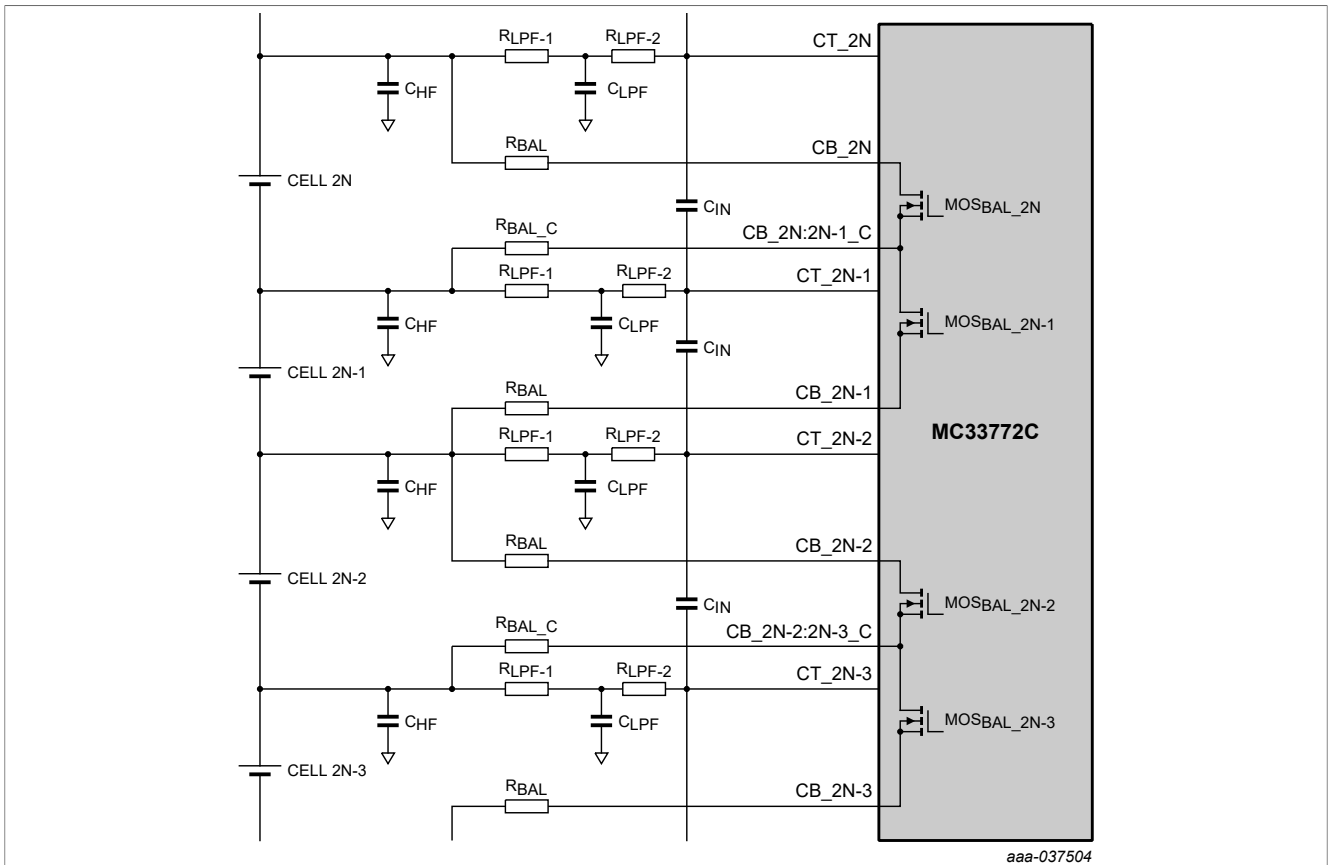 RLPF-1 RLPF-2 CT_2N
CHF CLPF
RBAL CB_2N
CELL 2N
MOSBAL_2N
CIN
RBAL_C CB_2N:2N-1_C
RLPF-1 RLPF-2 CT_2N-1
CHF CLPF
MOSBAL_2N-1
CIN
CELL 2N-1
RBAL CB_2N-1
RLPF-1 RLPF-2 CT_2N-2
MC33772C
CHF CLPF
RBAL CB_2N-2
CELL 2N-2
MOSBAL_2N-2
CIN
RBAL_C CB_2N-2:2N-3_C
RLPF-1 RLPF-2 CT_2N-3
CHF CLPF
MOSBAL_2N-3
CELL 2N-3
RBAL CB_2N-3
aaa-037504